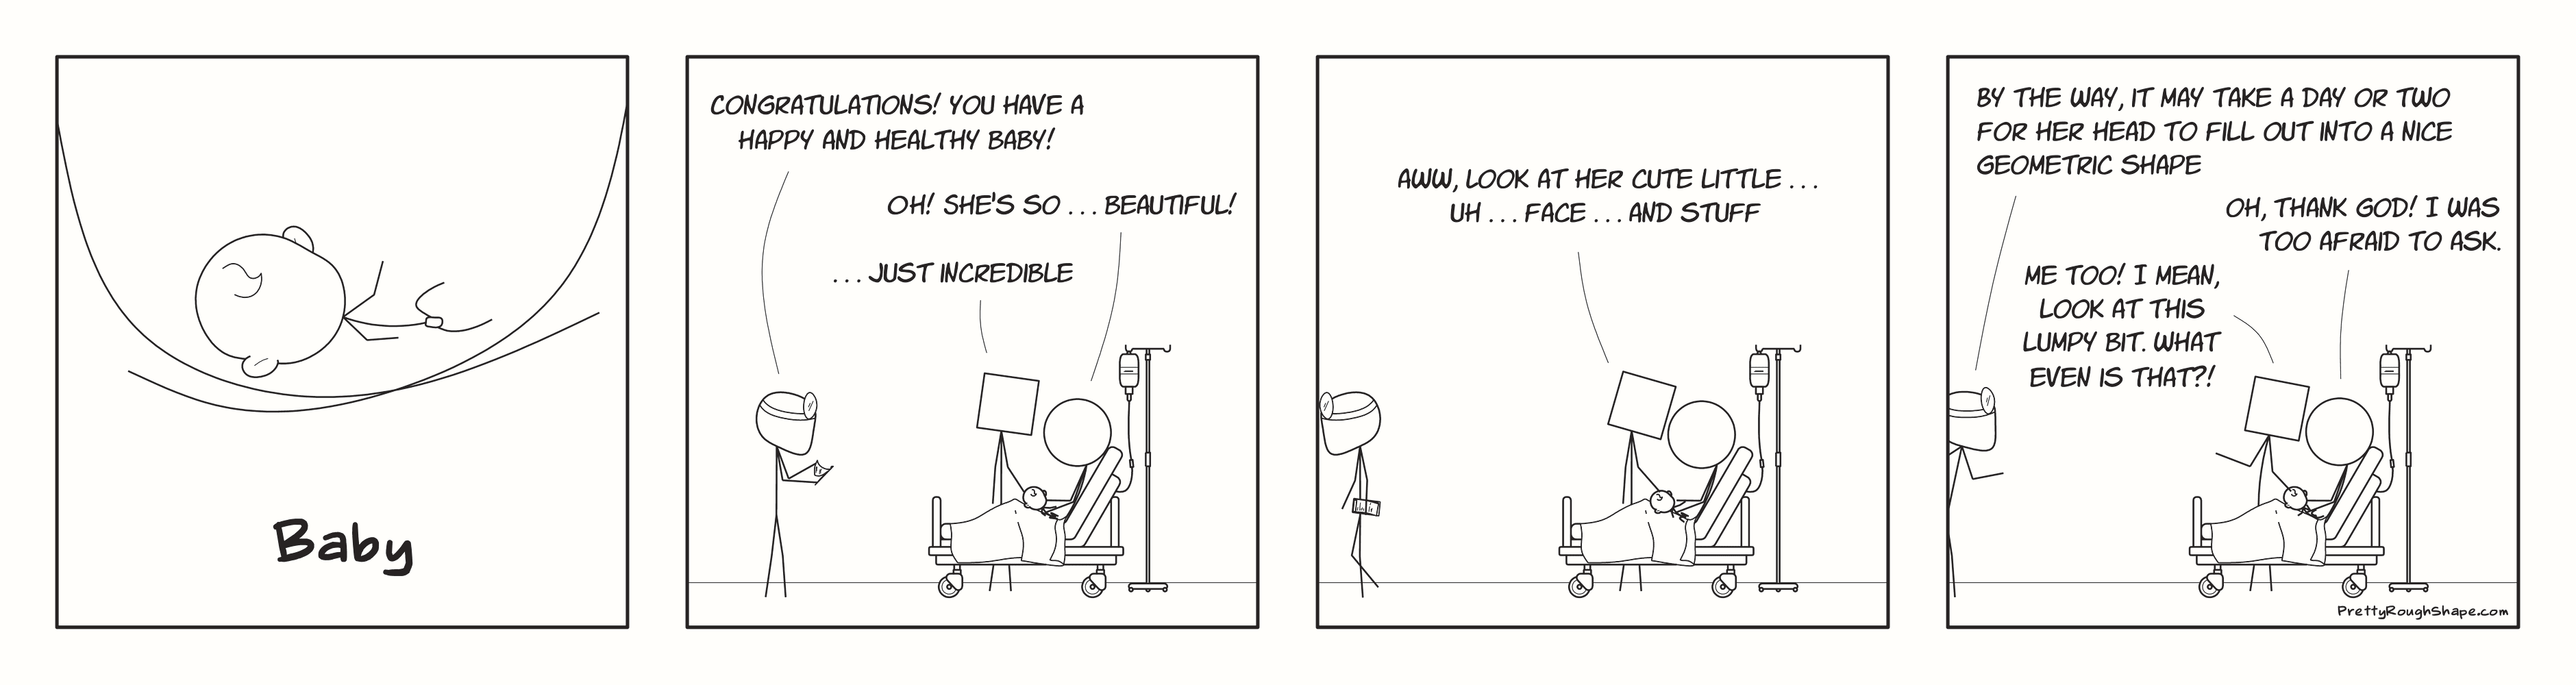 Baby
CONGRATULATIONS! YOU HAVE A
HAPPY AND HEALTHY BABY!
OH! SHE'S SO . . . BEAUTIFUL!
. . . JUST INCREDIBLE
AWW, LOOK AT HER CUTE LITTLE . . .
UH . . . FACE . . . AND STUFF
BY THE WAY, IT MAY TAKE A DAY OR TWO
FOR HER HEAD TO FILL OUT INTO A NICE
GEOMETRIC SHAPE
OH, THANK GOD! I WAS
TOO AFRAID TO ASK.
ME TOO! I MEAN,
LOOK AT THIS
LUMPY BIT. WHAT
EVEN IS THAT?!
PrettyRoughShape.com